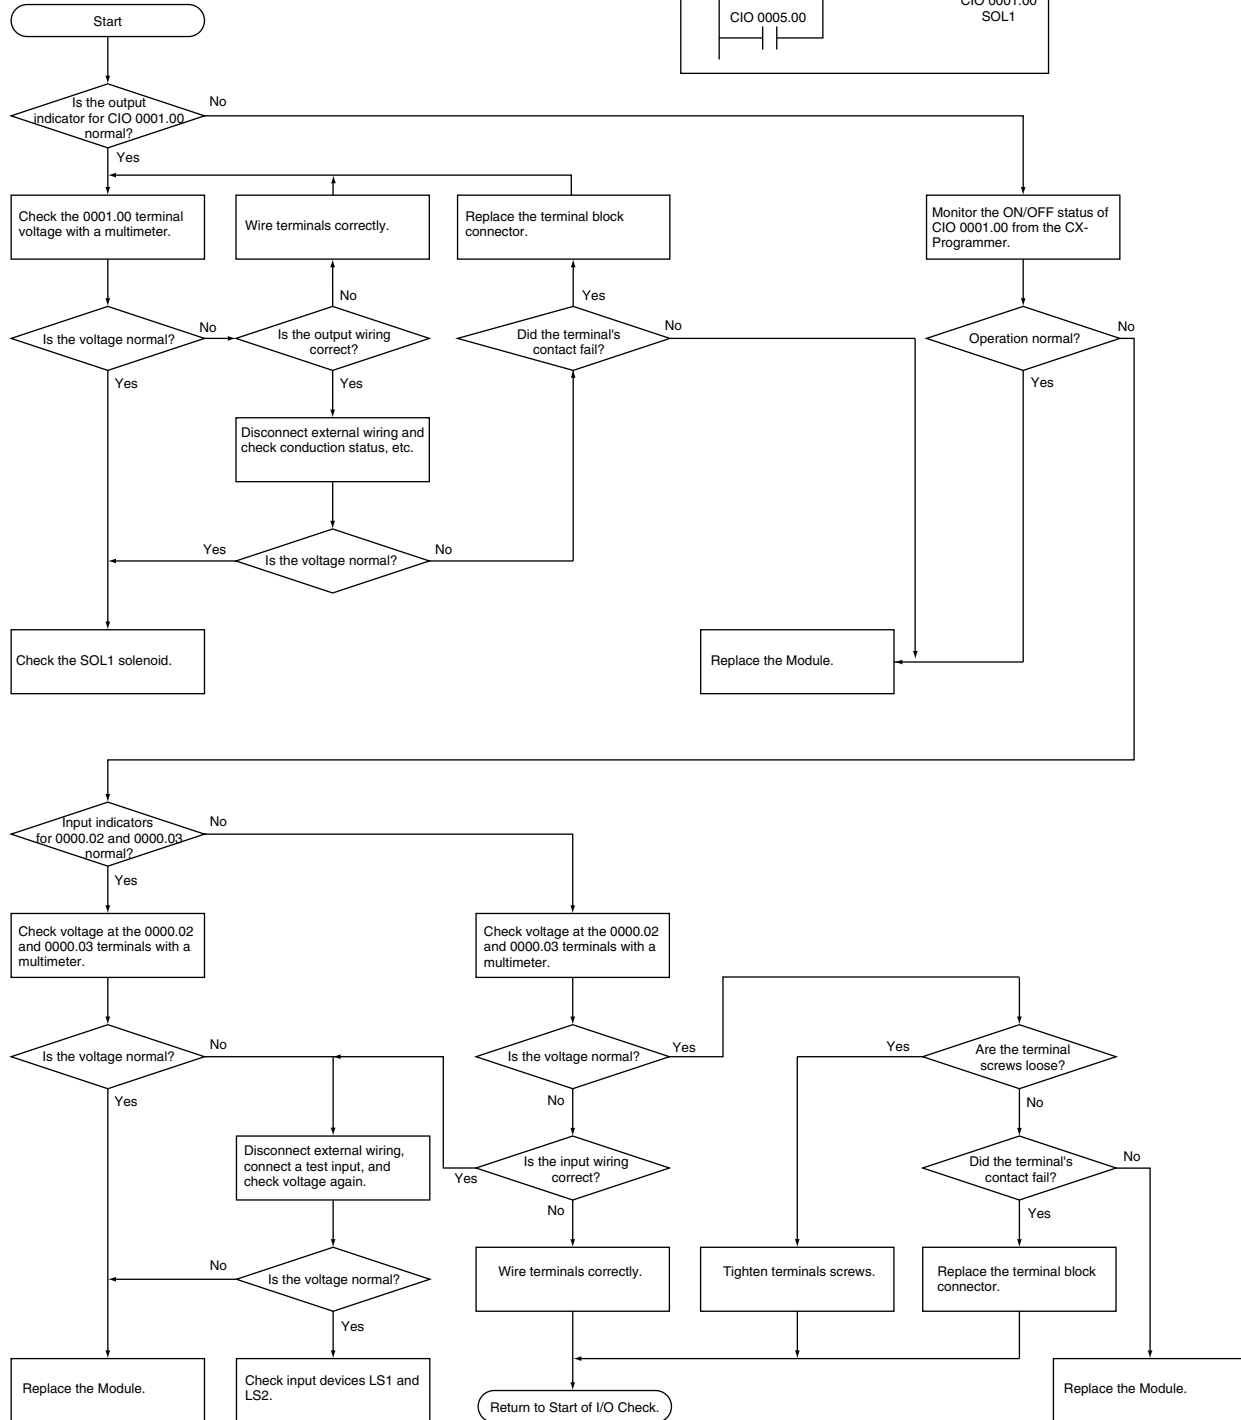 CIO 0001.00
SOL1
CIO 0005.00
Start
Is the output
indicator for CIO 0001.00
normal?
No
Yes
Check the 0001.00 terminal
voltage with a multimeter.
Wire terminals correctly.
Replace the terminal block
connector.
Monitor the ON/OFF status of
CIO 0001.00 from the CX-
Programmer.
Is the voltage normal?
No
Yes
Is the output wiring
correct?
No
Yes
Did the terminal's
contact fail?
Yes
No
Operation normal?
No
Yes
Disconnect external wiring and
check conduction status, etc.
Is the voltage normal?
Yes
No
Check the SOL1 solenoid.
Replace the Module.
Input indicators
for 0000.02 and 0000.03
normal?
No
Yes
Check voltage at the 0000.02
and 0000.03 terminals with a
multimeter.
Check voltage at the 0000.02
and 0000.03 terminals with a
multimeter.
Is the voltage normal?
No
Yes
Is the voltage normal?
Yes
No
Are the terminal
screws loose?
Yes
No
Disconnect external wiring,
connect a test input, and
check voltage again.
Is the input wiring
correct?
Yes
No
Did the terminal's
contact fail?
No
Yes
Is the voltage normal?
No
Yes
Wire terminals correctly.
Tighten terminals screws.
Replace the terminal block
connector.
Replace the Module.
Check input devices LS1 and
LS2.
Return to Start of I/O Check.
Replace the Module.